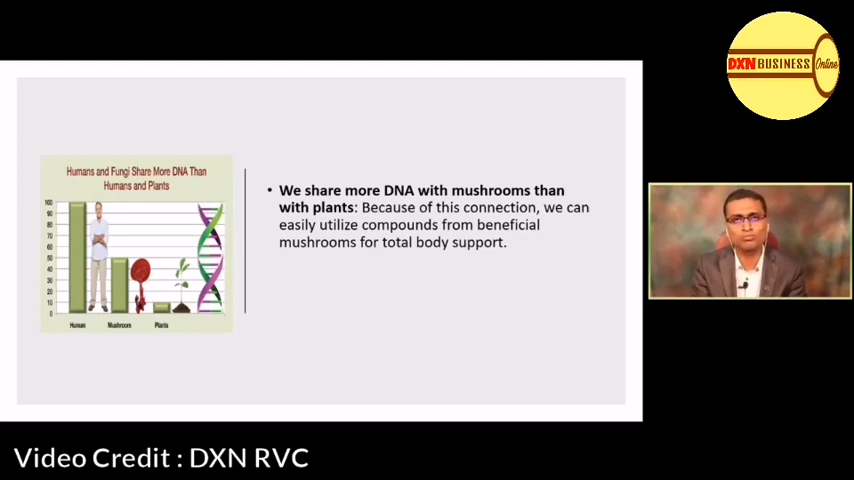 DXN BUSINESS Online
Humans and Fungi Share More DNA Than
Humans and Plants
100
90
80
70
60
50
40
30
20
10
0
Human Mushroom Plants
• We share more DNA with mushrooms than
with plants: Because of this connection, we can
easily utilize compounds from beneficial
mushrooms for total body support.
Video Credit : DXN RVC